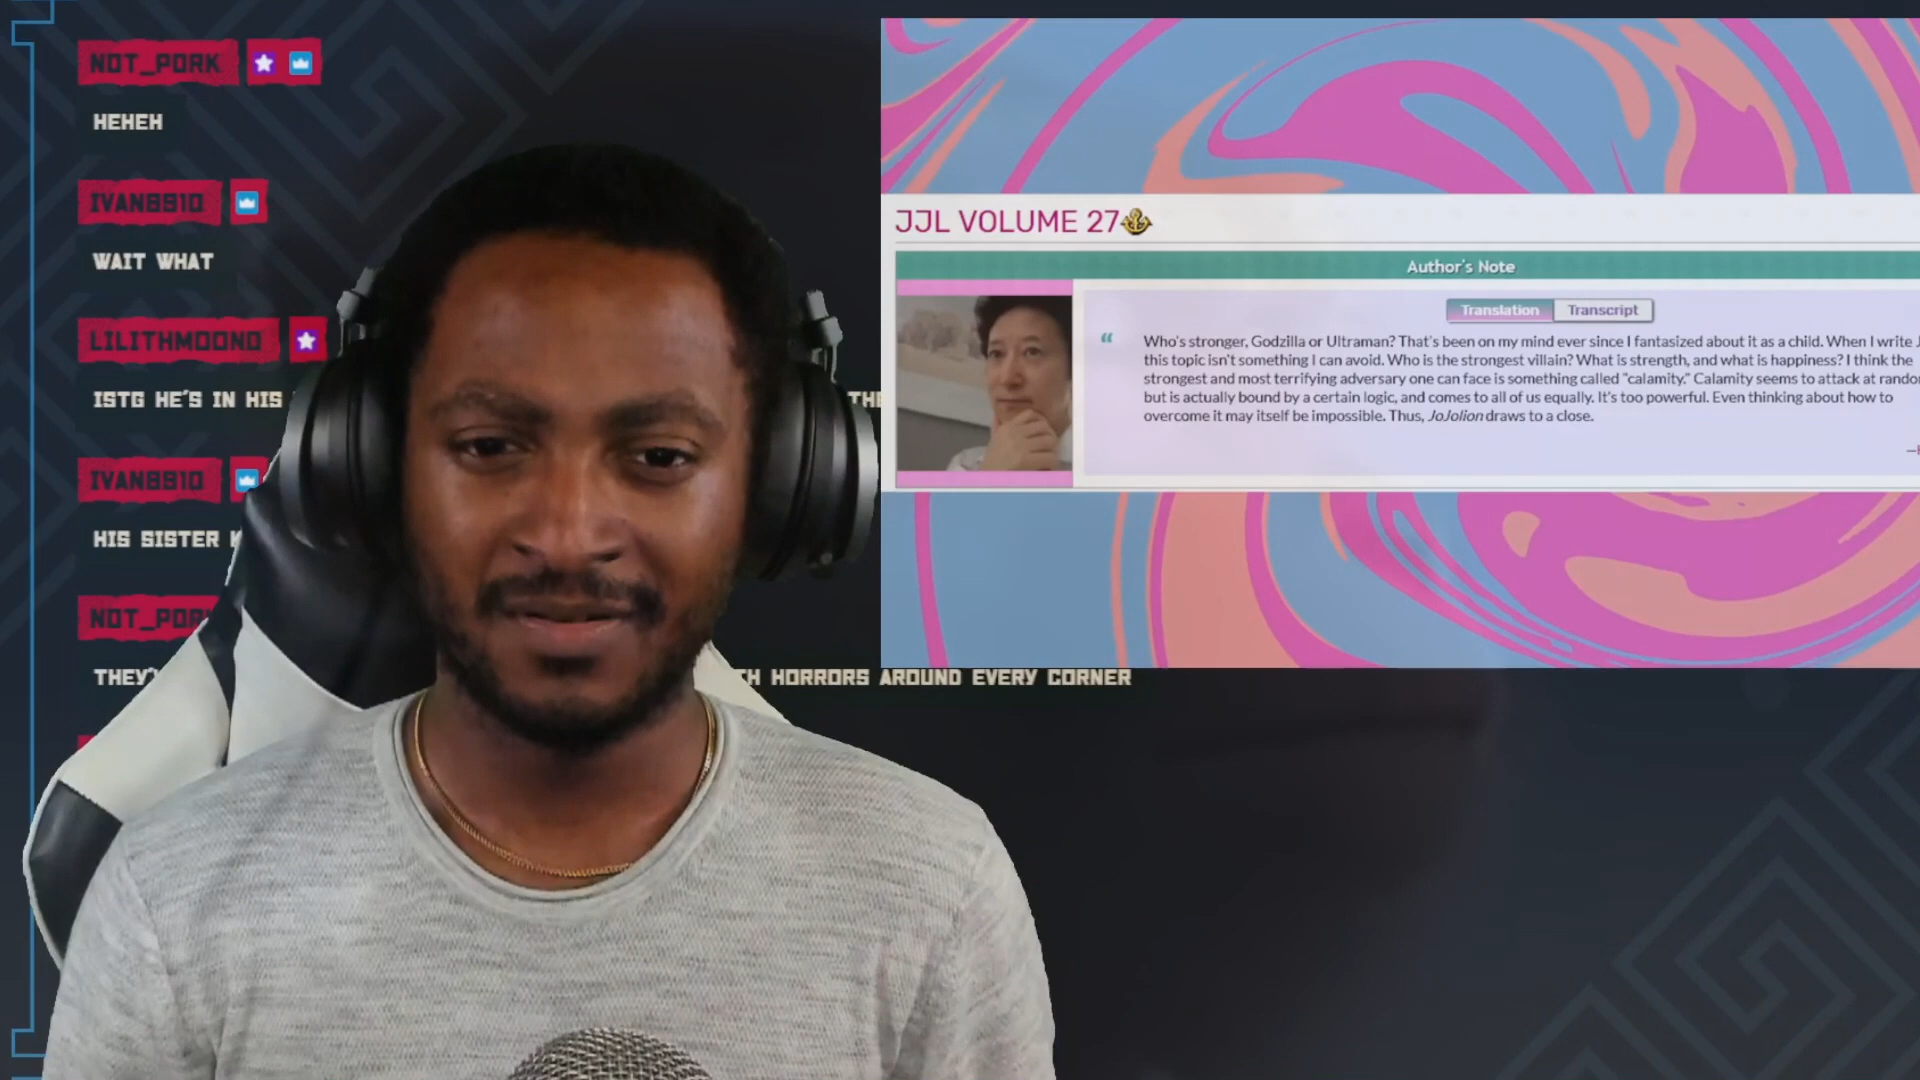 NOT_PORK
HEHEH
IVAN8910
WAIT WHAT
LILITHMOOND
ISTG HE'S IN HIS
THE
IVAN8910
HIS SISTER
NOT_PORK
THEY'
HORRORS AROUND EVERY CORNER
JJL VOLUME 27
Author's Note
Translation Transcript
“
Who's stronger, Godzilla or Ultraman? That's been on my mind ever since I fantasized about it as a child. When I write
this topic isn't something I can avoid. Who is the strongest villain? What is strength, and what is happiness? I think the
strongest and most terrifying adversary one can face is something called "calamity." Calamity seems to attack at rando
but is actually bound by a certain logic, and comes to all of us equally. It's too powerful. Even thinking about how to
overcome it may itself be impossible. Thus, JoJolion draws to a close.